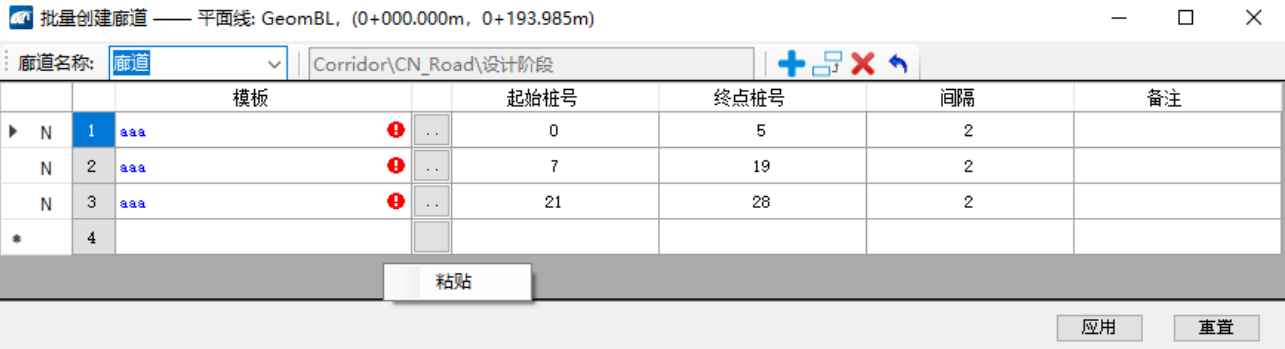 批量创建廊道 —— 平面线: GeomBL,（0+000.000m, 0+193.985m）
廊道名称: 廊道 Corridor\CN_Road\设计阶段
模板 起始桩号 终点桩号 间隔 备注
N 1 aaa .. 0 5 2
N 2 aaa .. 7 19 2
N 3 aaa .. 21 28 2
* 4
粘贴
应用 重置